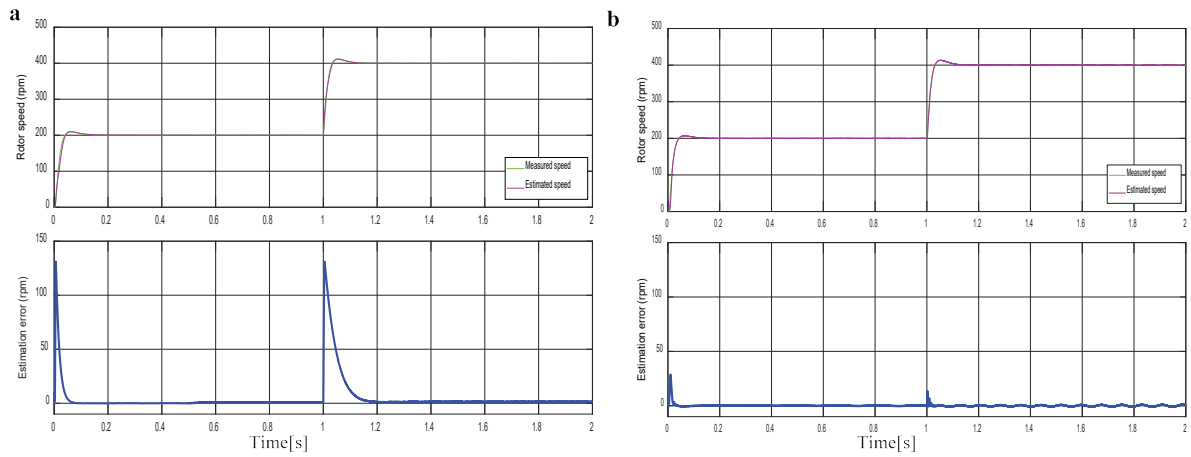 a
500
400
300
200
100
0
Rotor speed (rpm)
Measured speed
Estimated speed
0 0.2 0.4 0.6 0.8 1 1.2 1.4 1.6 1.8 2
150
100
50
0
Estimation error (rpm)
0 0.2 0.4 0.6 0.8 1 1.2 1.4 1.6 1.8 2
Time[s]
b
500
400
300
200
100
0
Rotor speed (rpm)
Measured speed
Estimated speed
0 0.2 0.4 0.6 0.8 1 1.2 1.4 1.6 1.8 2
150
100
50
0
Estimation error (rpm)
0 0.2 0.4 0.6 0.8 1 1.2 1.4 1.6 1.8 2
Time[s]